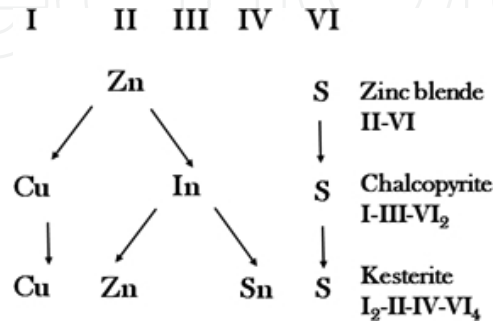 I II III IV VI
Zn S Zinc blende
II-VI
Cu In S Chalcopyrite
I-III-VI₂
Cu Zn Sn S Kesterite
I₂-II-IV-VI₄